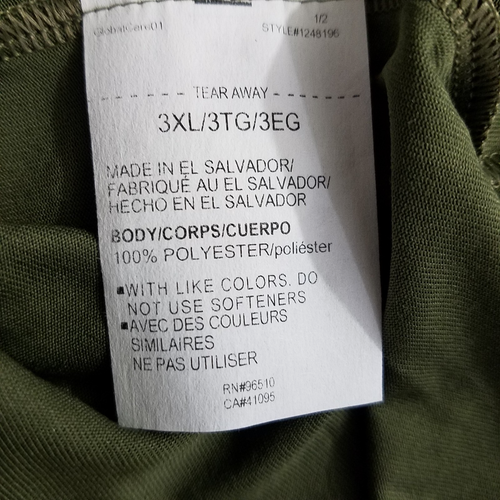 GlobalCert01
1/2
STYLE#1248196
TEAR AWAY
3XL/3TG/3EG
MADE IN EL SALVADOR/
FABRIQUÉ AU EL SALVADOR/
HECHO EN EL SALVADOR
BODY/CORPS/CUERPO
100% POLYESTER/poliéster
▪WITH LIKE COLORS. DO
NOT USE SOFTENERS
▪AVEC DES COULEURS
SIMILAIRES
NE PAS UTILISER
RN#96510
CA#41095